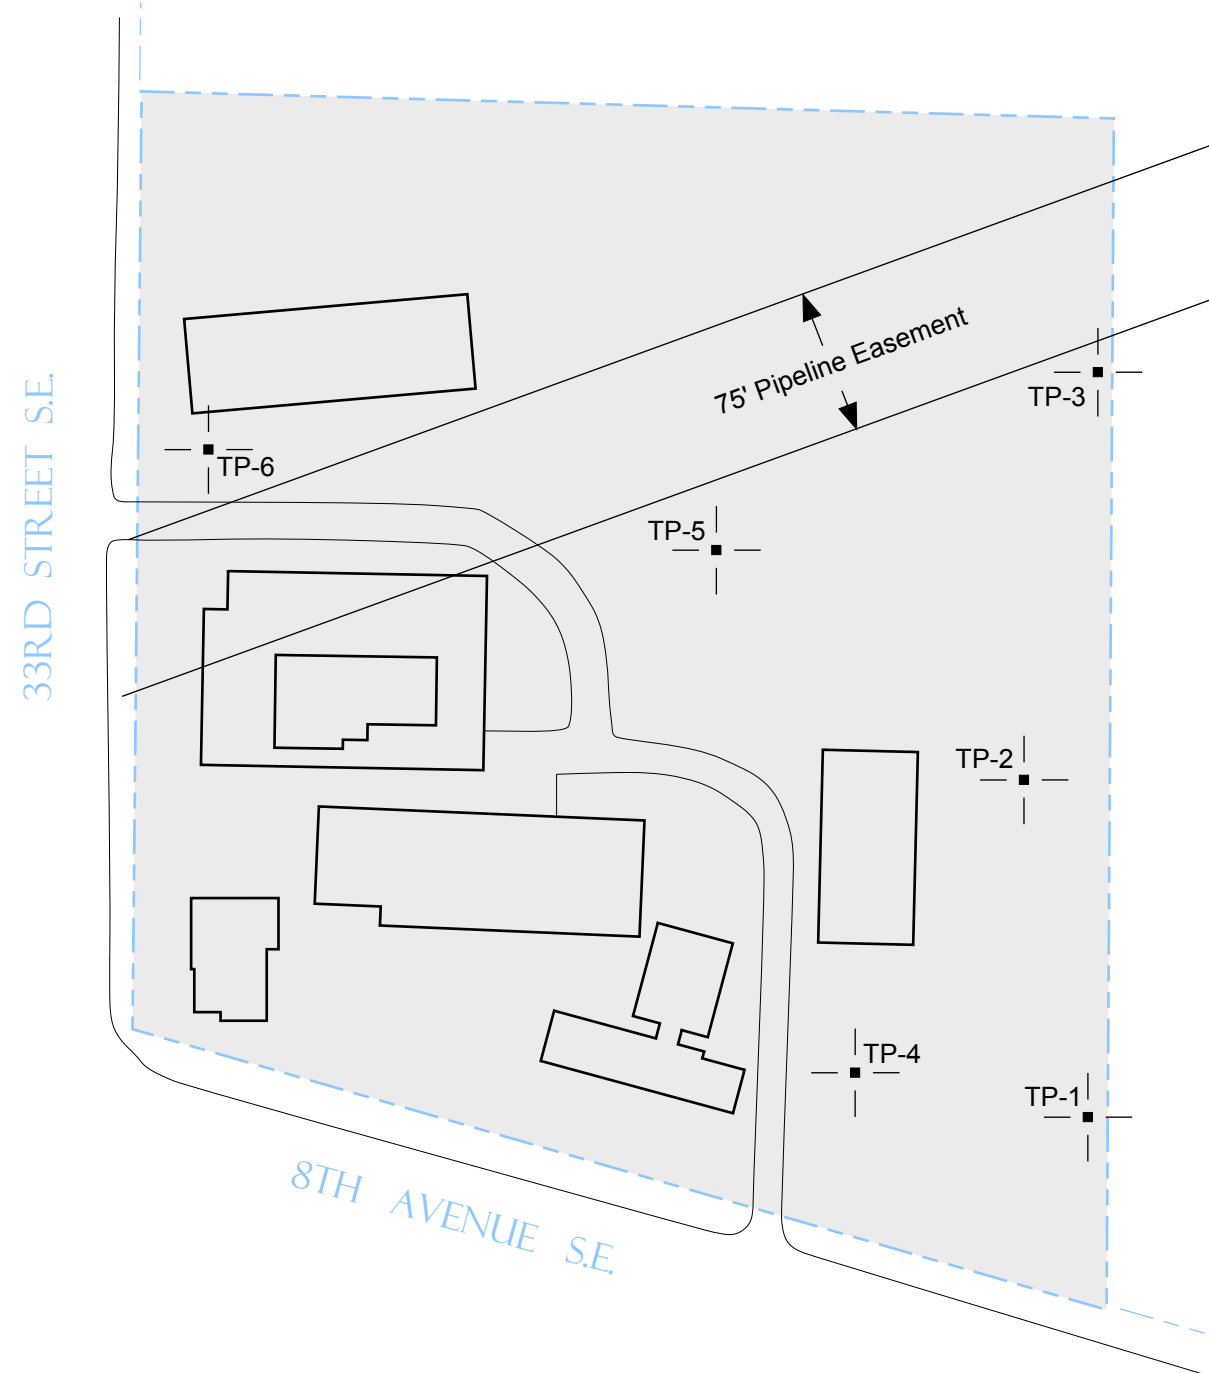 75' Pipeline Easement
TP-3
33RD STREET S.E.
TP-6
TP-5
TP-2
TP-4
TP-1
8TH AVENUE S.E.